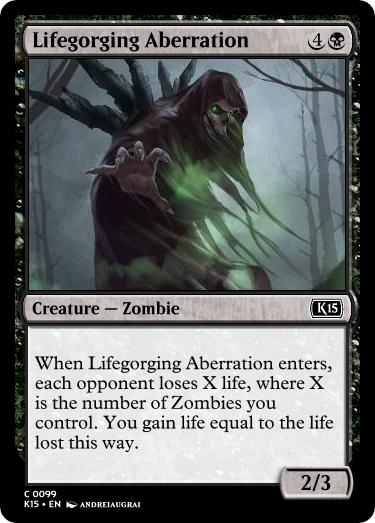 Lifegorging Aberration 4
Creature — Zombie K15
When Lifegorging Aberration enters,
each opponent loses X life, where X
is the number of Zombies you
control. You gain life equal to the life
lost this way.
2/3
C 0099
K15 • EN ANDREIAUGRAI